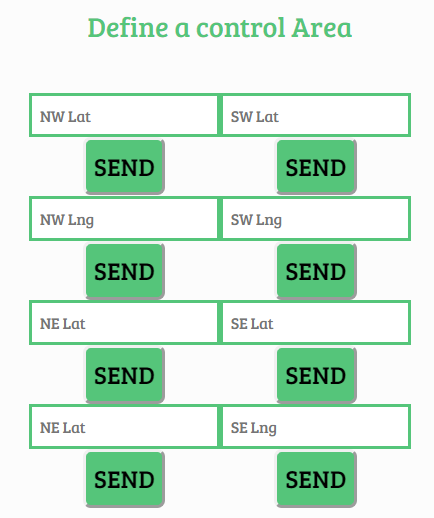 Define a control Area
NW Lat SW Lat
SEND SEND
NW Lng SW Lng
SEND SEND
NE Lat SE Lat
SEND SEND
NE Lat SE Lng
SEND SEND